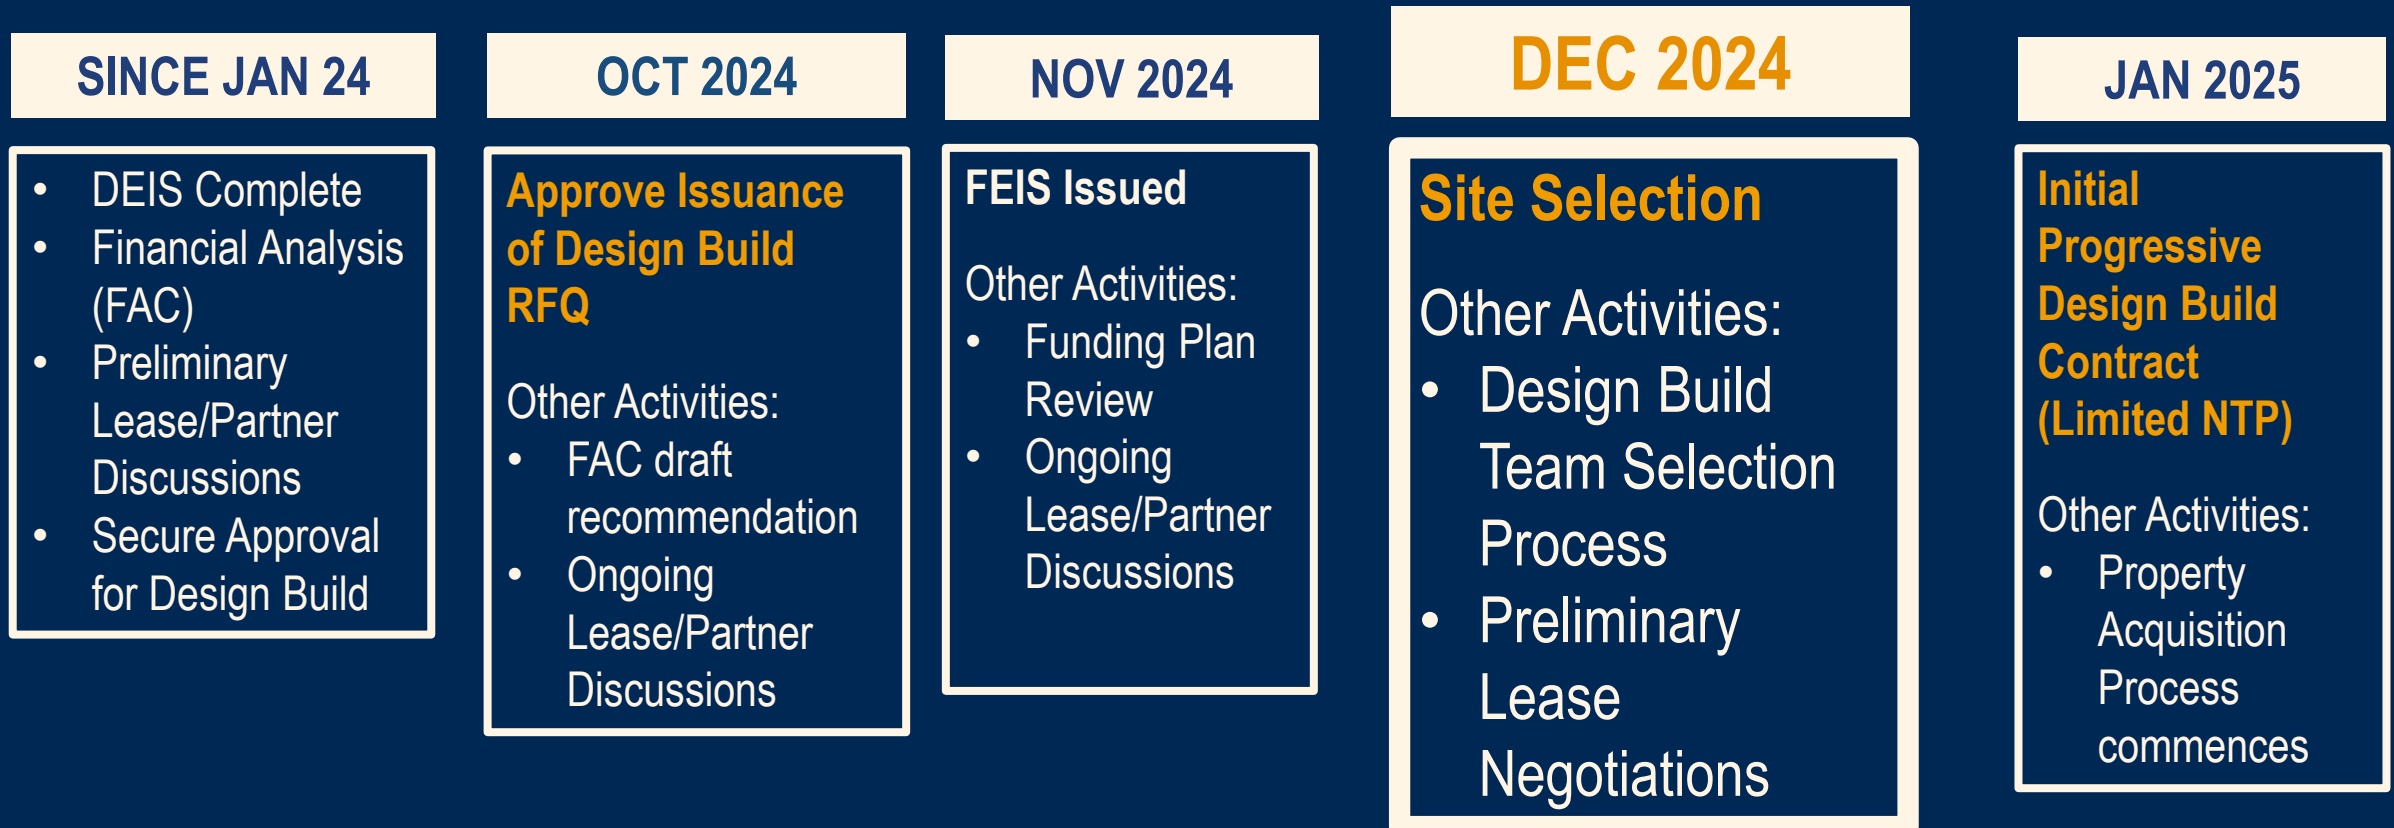 SINCE JAN 24
• DEIS Complete
• Financial Analysis
(FAC)
• Preliminary
Lease/Partner
Discussions
• Secure Approval
for Design Build
OCT 2024
Approve Issuance
of Design Build
RFQ
Other Activities:
• FAC draft
recommendation
• Ongoing
Lease/Partner
Discussions
NOV 2024
FEIS Issued
Other Activities:
• Funding Plan
Review
• Ongoing
Lease/Partner
Discussions
DEC 2024
Site Selection
Other Activities:
• Design Build
Team Selection
Process
• Preliminary
Lease
Negotiations
JAN 2025
Initial
Progressive
Design Build
Contract
(Limited NTP)
Other Activities:
• Property
Acquisition
Process
commences